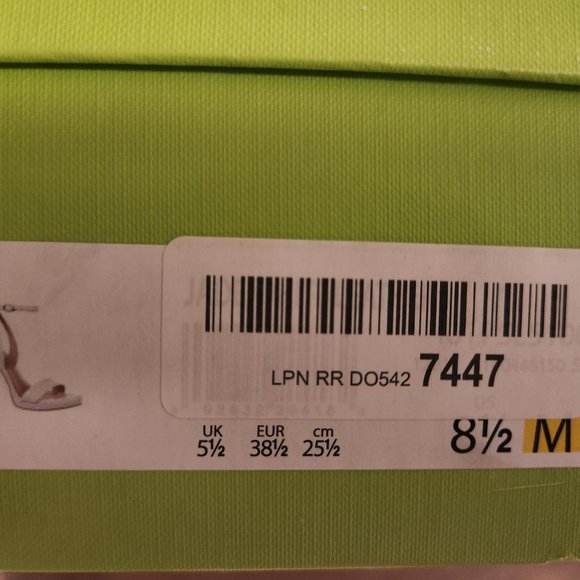 LPN RR DO542 7447
UK EUR cm
5½ 38½ 25½ 8½ M